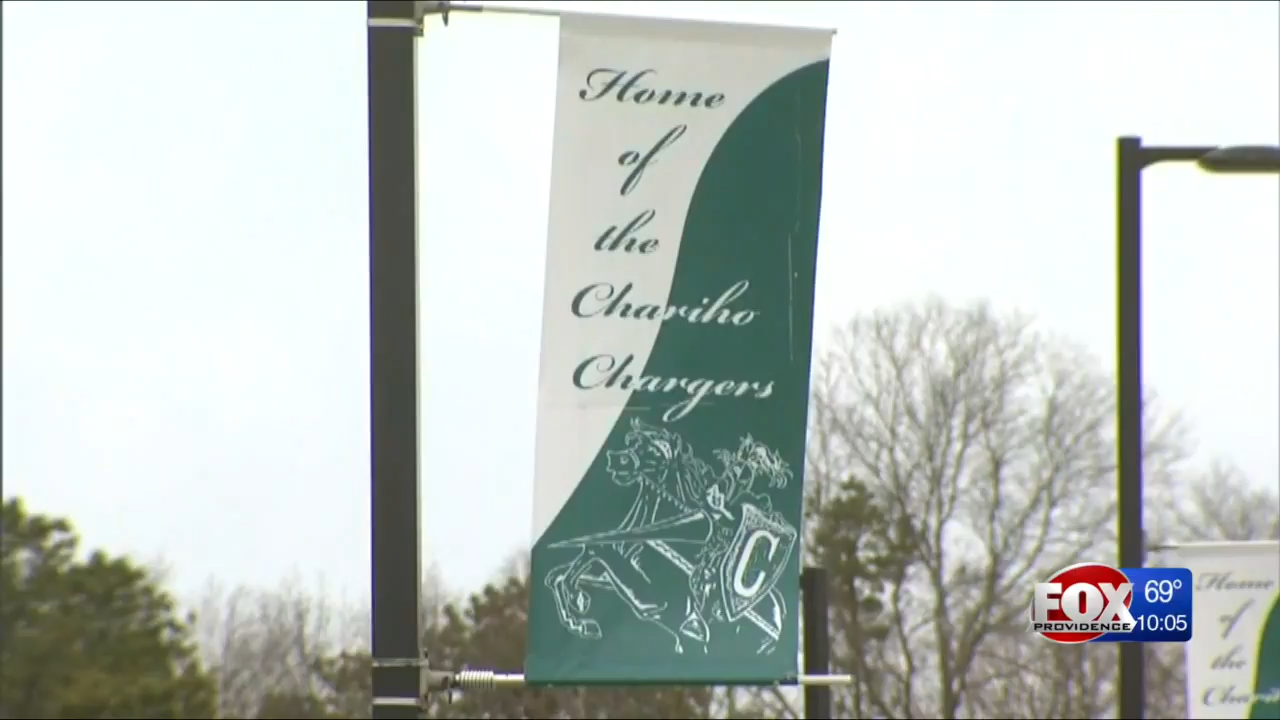 Home
of
the
Chariho
Chargers
C
FOX
PROVIDENCE
69°
10:05
Home
of
the